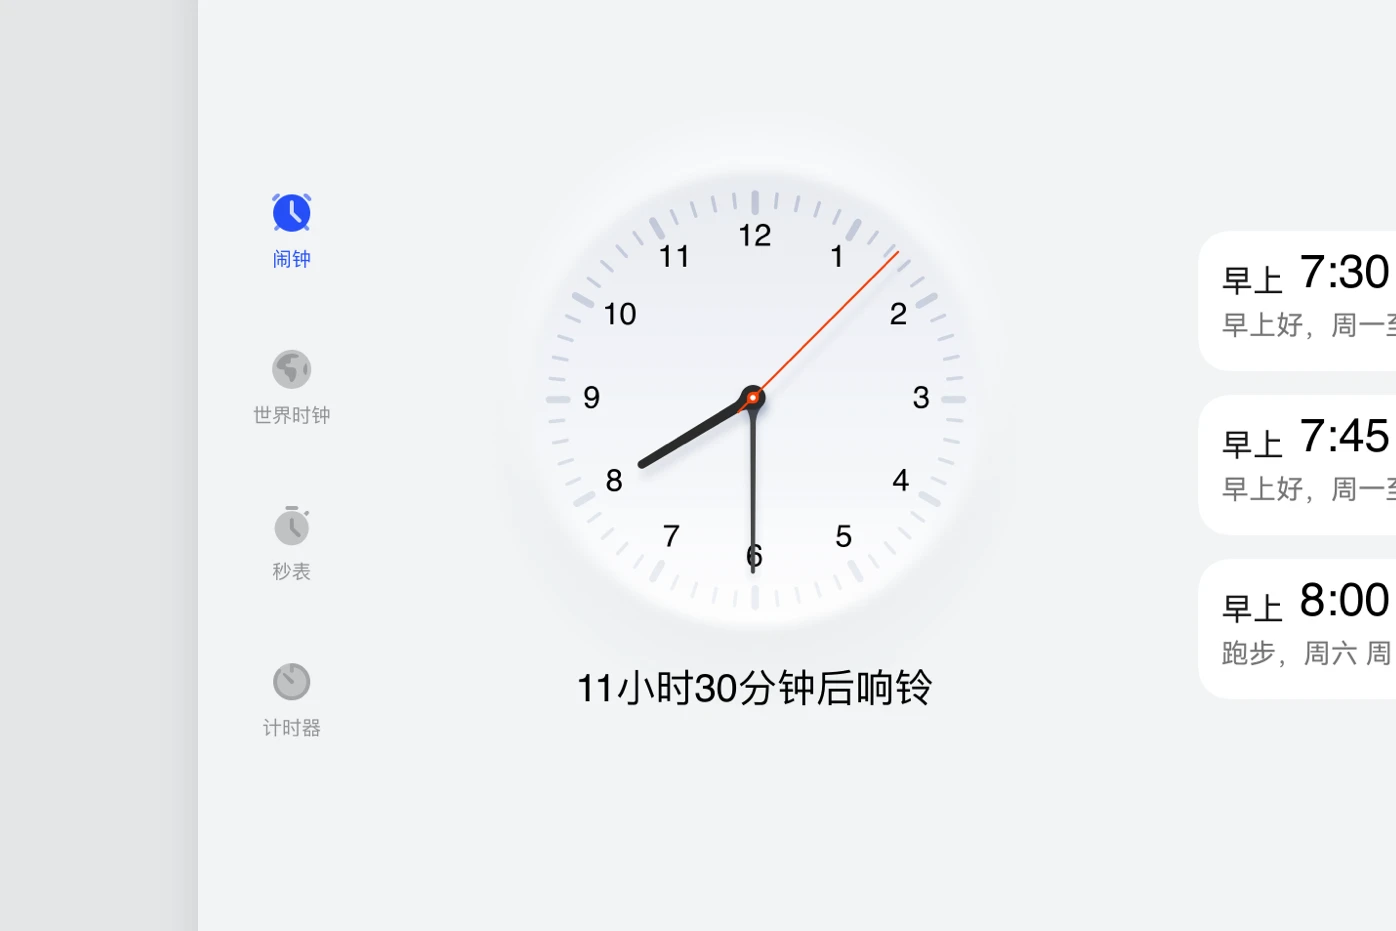 闹钟
世界时钟
秒表
计时器
12
1
2
3
4
5
6
7
8
9
10
11
11小时30分钟后响铃
早上 7:30
早上好，周一至
早上 7:45
早上好，周一至
早上 8:00
跑步，周六 周